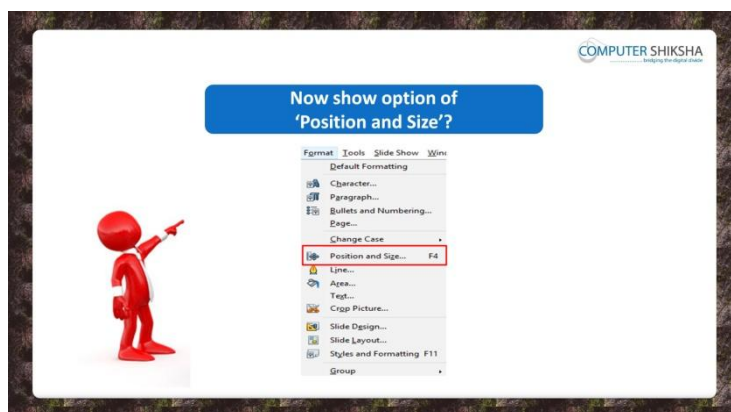 COMPUTER SHIKSHA
bridging the digital divide
Now show option of
‘Position and Size’?
Format Tools Slide Show Wind
Default Formatting
Character...
Paragraph...
Bullets and Numbering...
Page...
Change Case
Position and Size... F4
Line...
Area...
Text...
Crop Picture...
Slide Design...
Slide Layout...
Styles and Formatting F11
Group